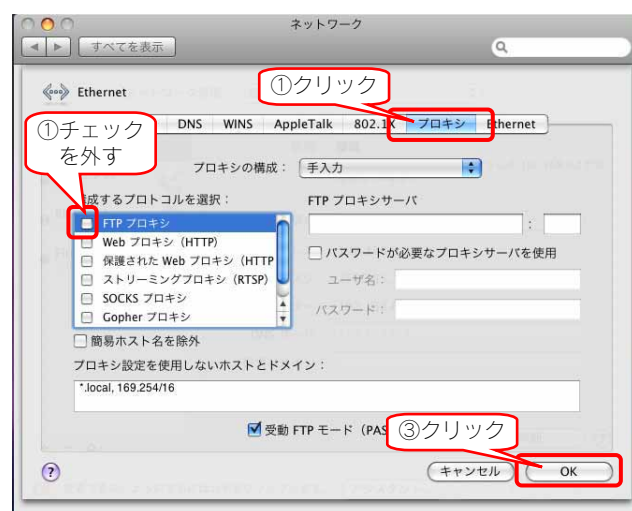 ネットワーク
すべてを表示
Ethernet
①クリック
①チェック
を外す
DNS WINS AppleTalk 802.1X プロキシ Ethernet
プロキシの構成： 手入力
成するプロトコルを選択：
FTP プロキシサーバ
FTP プロキシ
:
Web プロキシ（HTTP）
保護された Web プロキシ（HTTP
ストリーミングプロキシ（RTSP）
SOCKS プロキシ
Gopher プロキシ
パスワードが必要なプロキシサーバを使用
ユーザ名：
パスワード：
簡易ホスト名を除外
プロキシ設定を使用しないホストとドメイン：
*.local, 169.254/16
受動 FTP モード（PAS
③クリック
?
キャンセル
OK